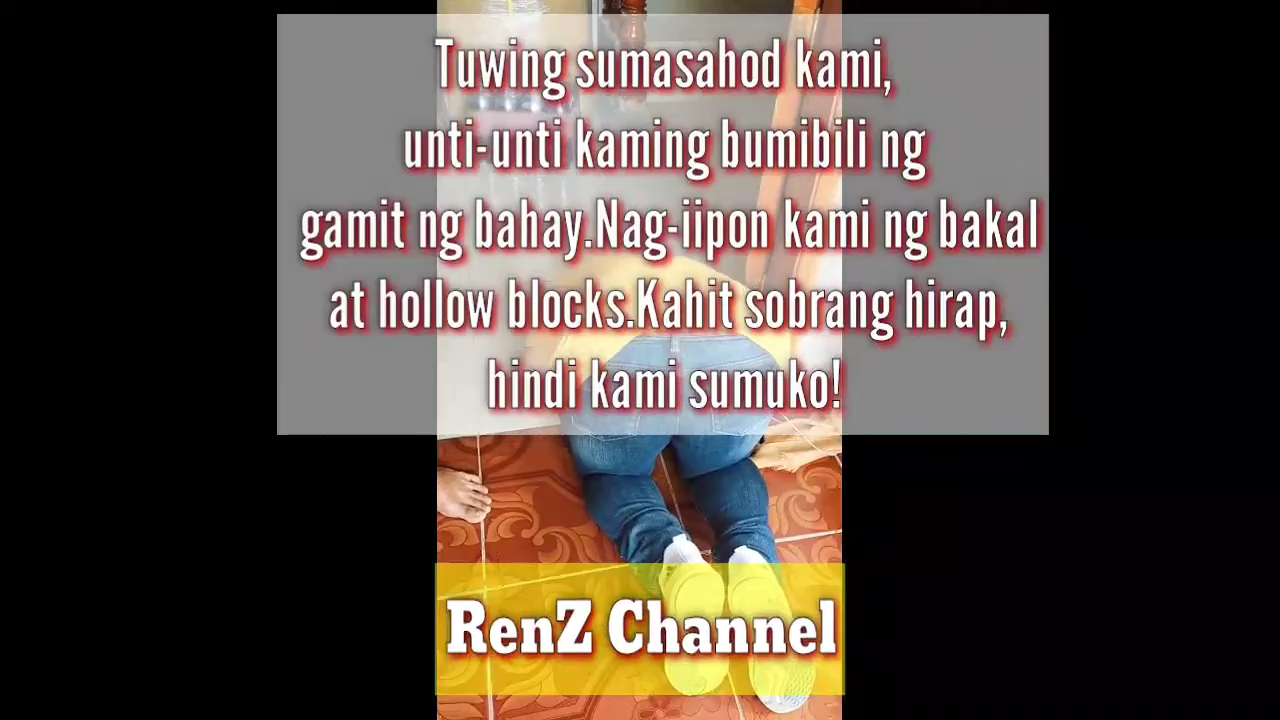 Tuwing sumasahod kami,
unti-unti kaming bumibili ng
gamit ng bahay.Nag-iipon kami ng bakal
at hollow blocks.Kahit sobrang hirap,
hindi kami sumuko!
RenZ Channel